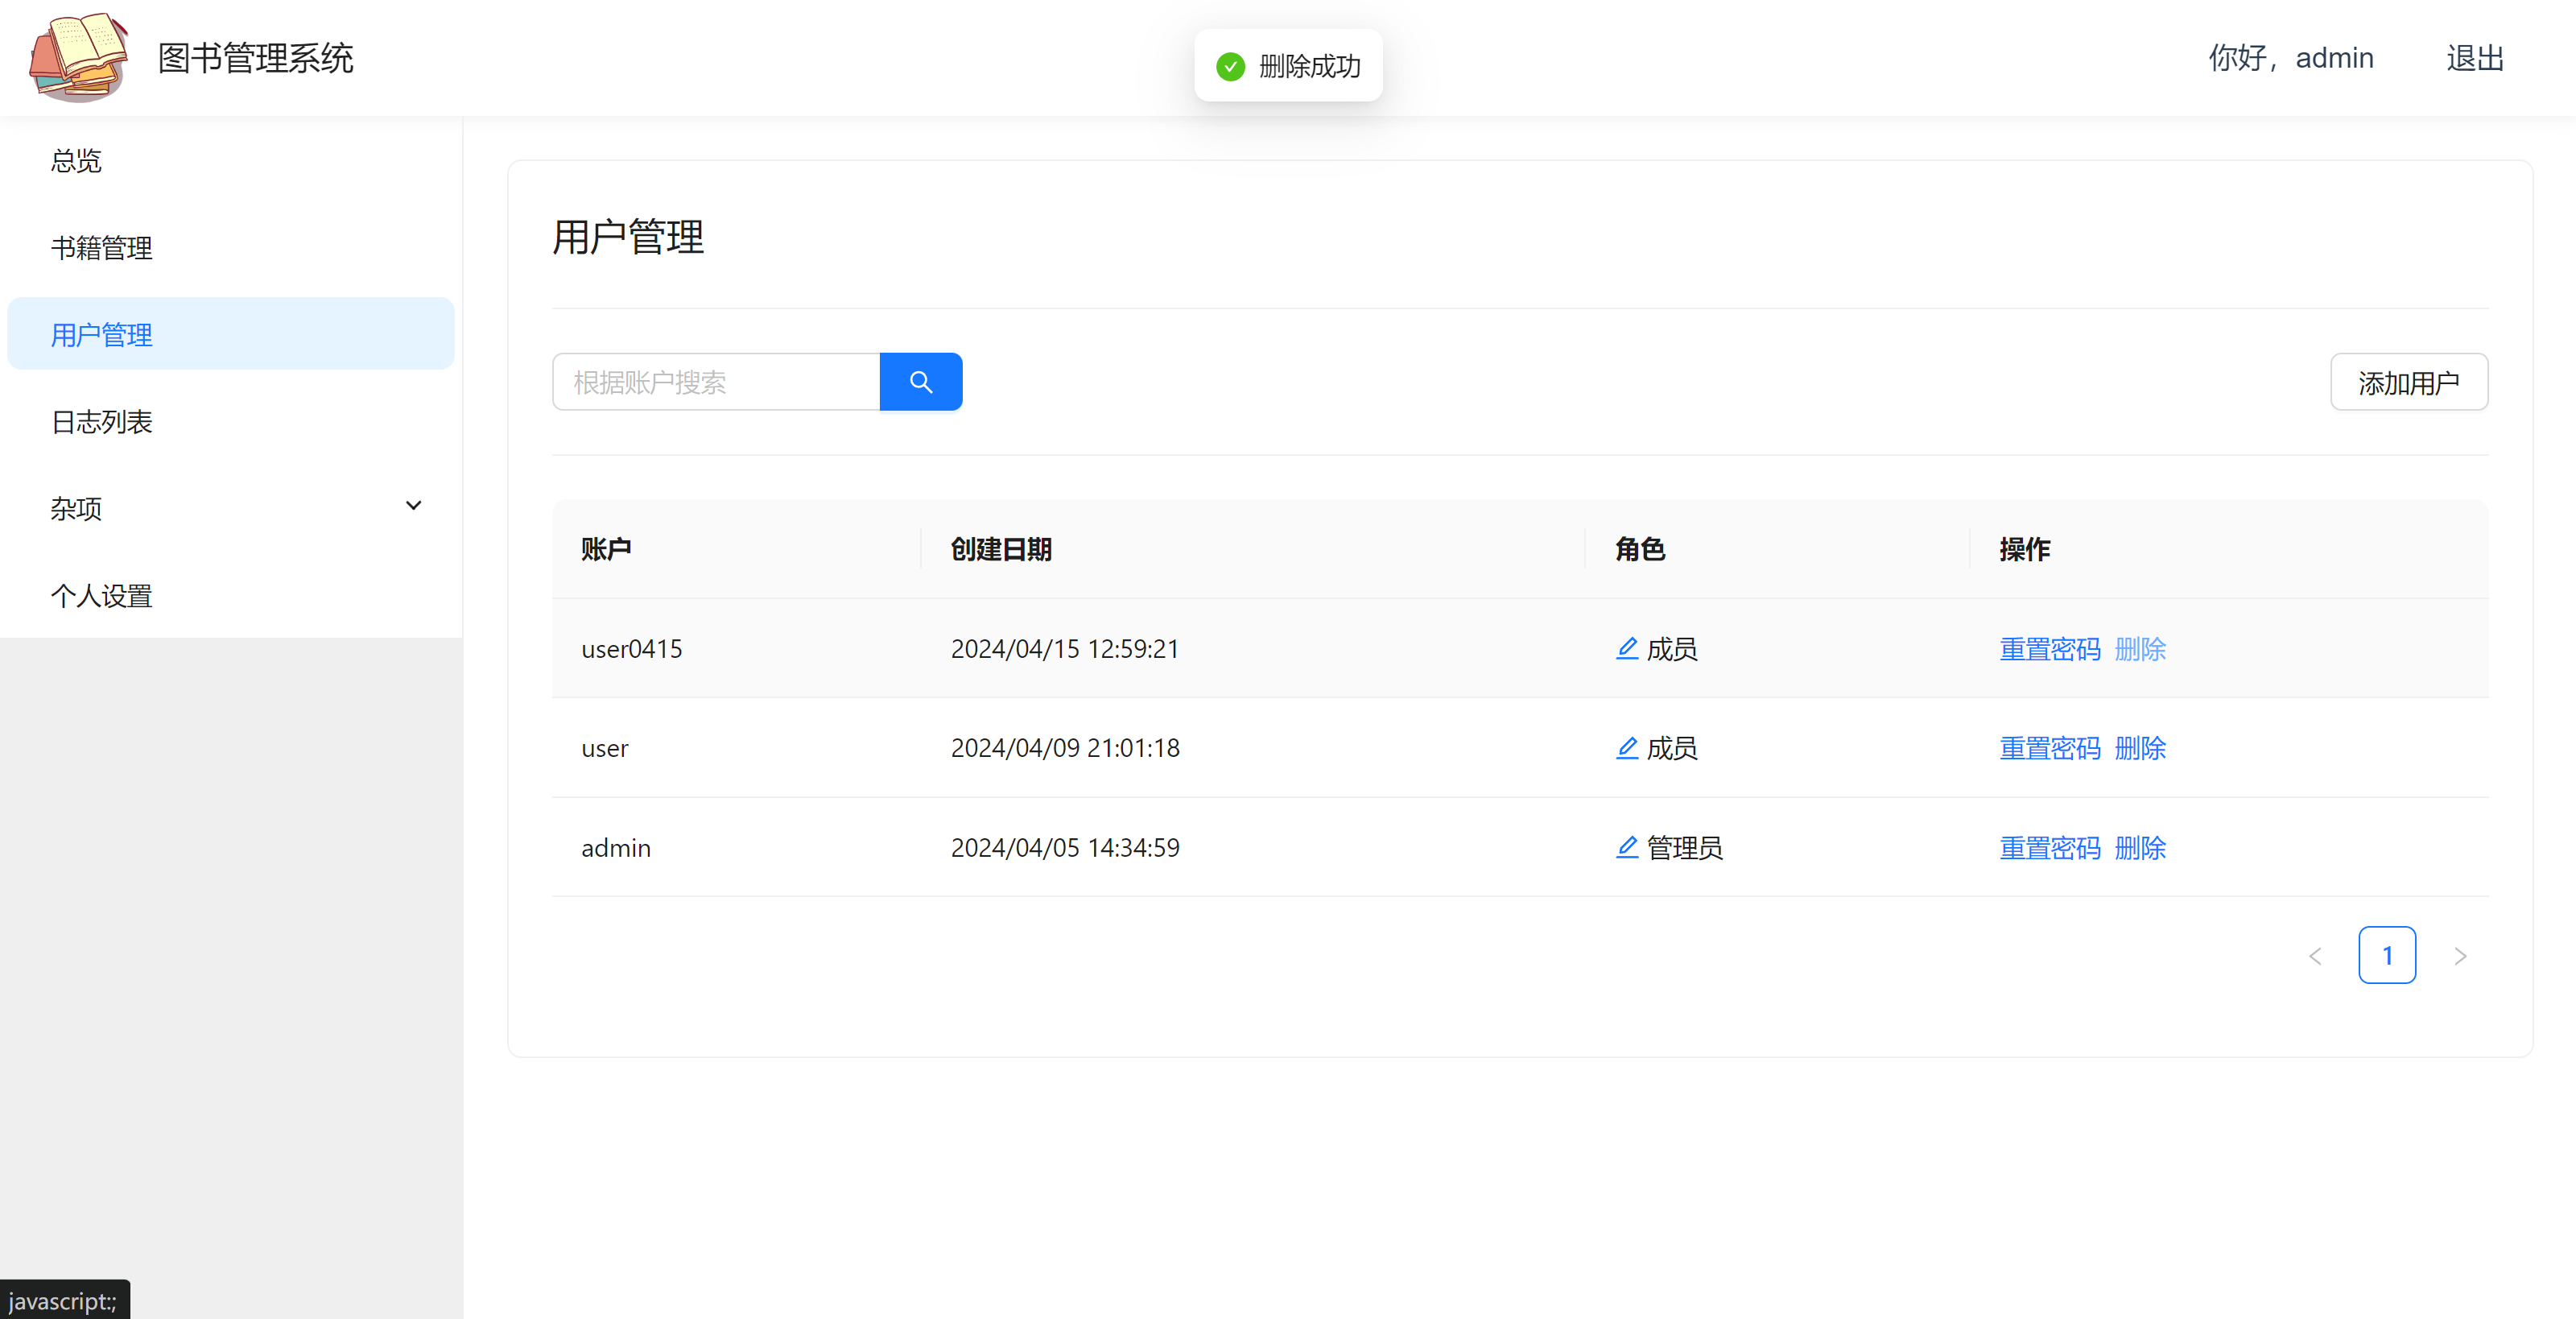 图书管理系统
删除成功
你好，admin
退出
总览
书籍管理
用户管理
日志列表
杂项
个人设置
用户管理
根据账户搜索
添加用户
账户 创建日期 角色 操作
user0415 2024/04/15 12:59:21 成员 重置密码 删除
user 2024/04/09 21:01:18 成员 重置密码 删除
admin 2024/04/05 14:34:59 管理员 重置密码 删除
1
javascript:;